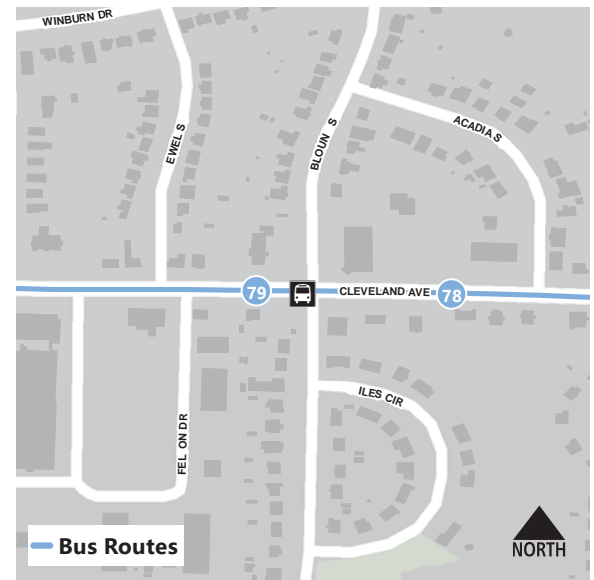 WINBURN DR
EWEL S
BLOUN S
ACADIA S
79
CLEVELAND AVE
78
ILES CIR
FEL ON DR
Bus Routes
NORTH